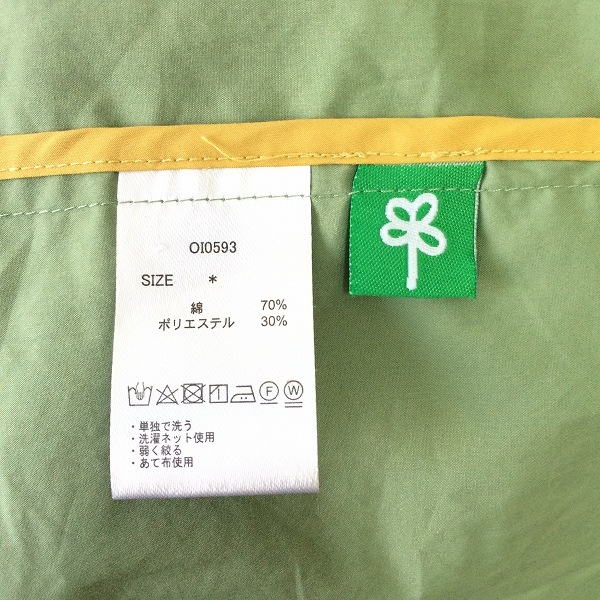 OI0593
SIZE *
綿 70%
ポリエステル 30%
F W
・単独で洗う
・洗濯ネット使用
・弱く絞る
・あて布使用